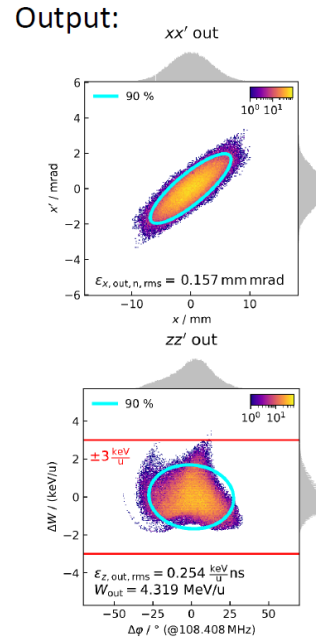 Output:
xx′ out
90 %
10⁰ 10¹
6
4
2
0
−2
−4
−6
x′ / mrad
εx, out, n, rms = 0.157 mm mrad
−10 0 10
x / mm
zz′ out
90 %
10⁰ 10¹
4
2
0
−2
−4
ΔW / (keV/u)
±3 keV/u
εz, out, rms = 0.254 keV/u ns
Wout = 4.319 MeV/u
−50 −25 0 25 50
Δφ / ° (@108.408 MHz)